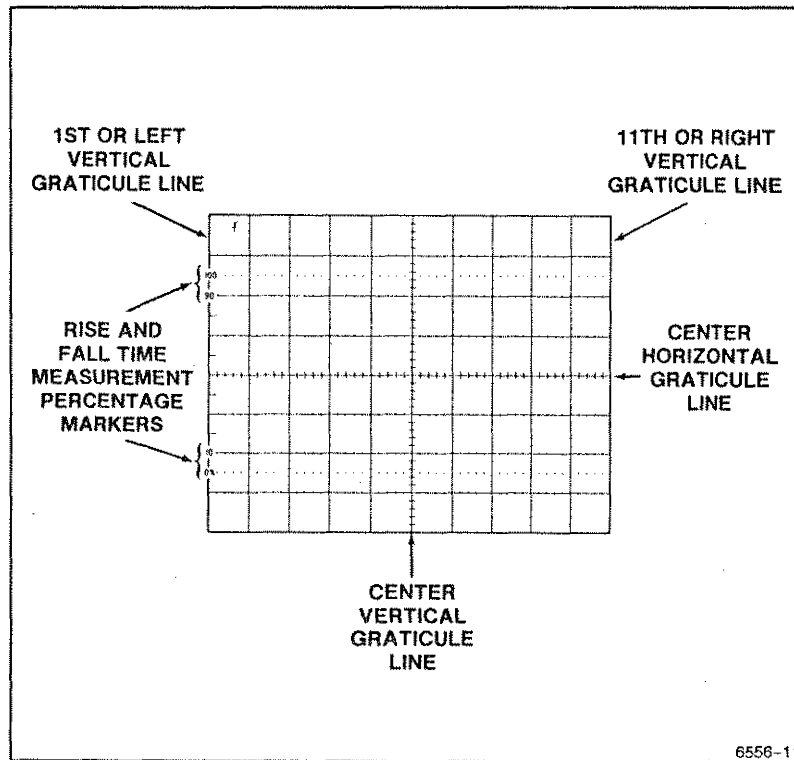 1ST OR LEFT
VERTICAL
GRATICULE LINE
11TH OR RIGHT
VERTICAL
GRATICULE LINE
100
90
RISE AND
FALL TIME
MEASUREMENT
PERCENTAGE
MARKERS
CENTER
HORIZONTAL
GRATICULE
LINE
10
0%
CENTER
VERTICAL
GRATICULE
LINE
6556-1